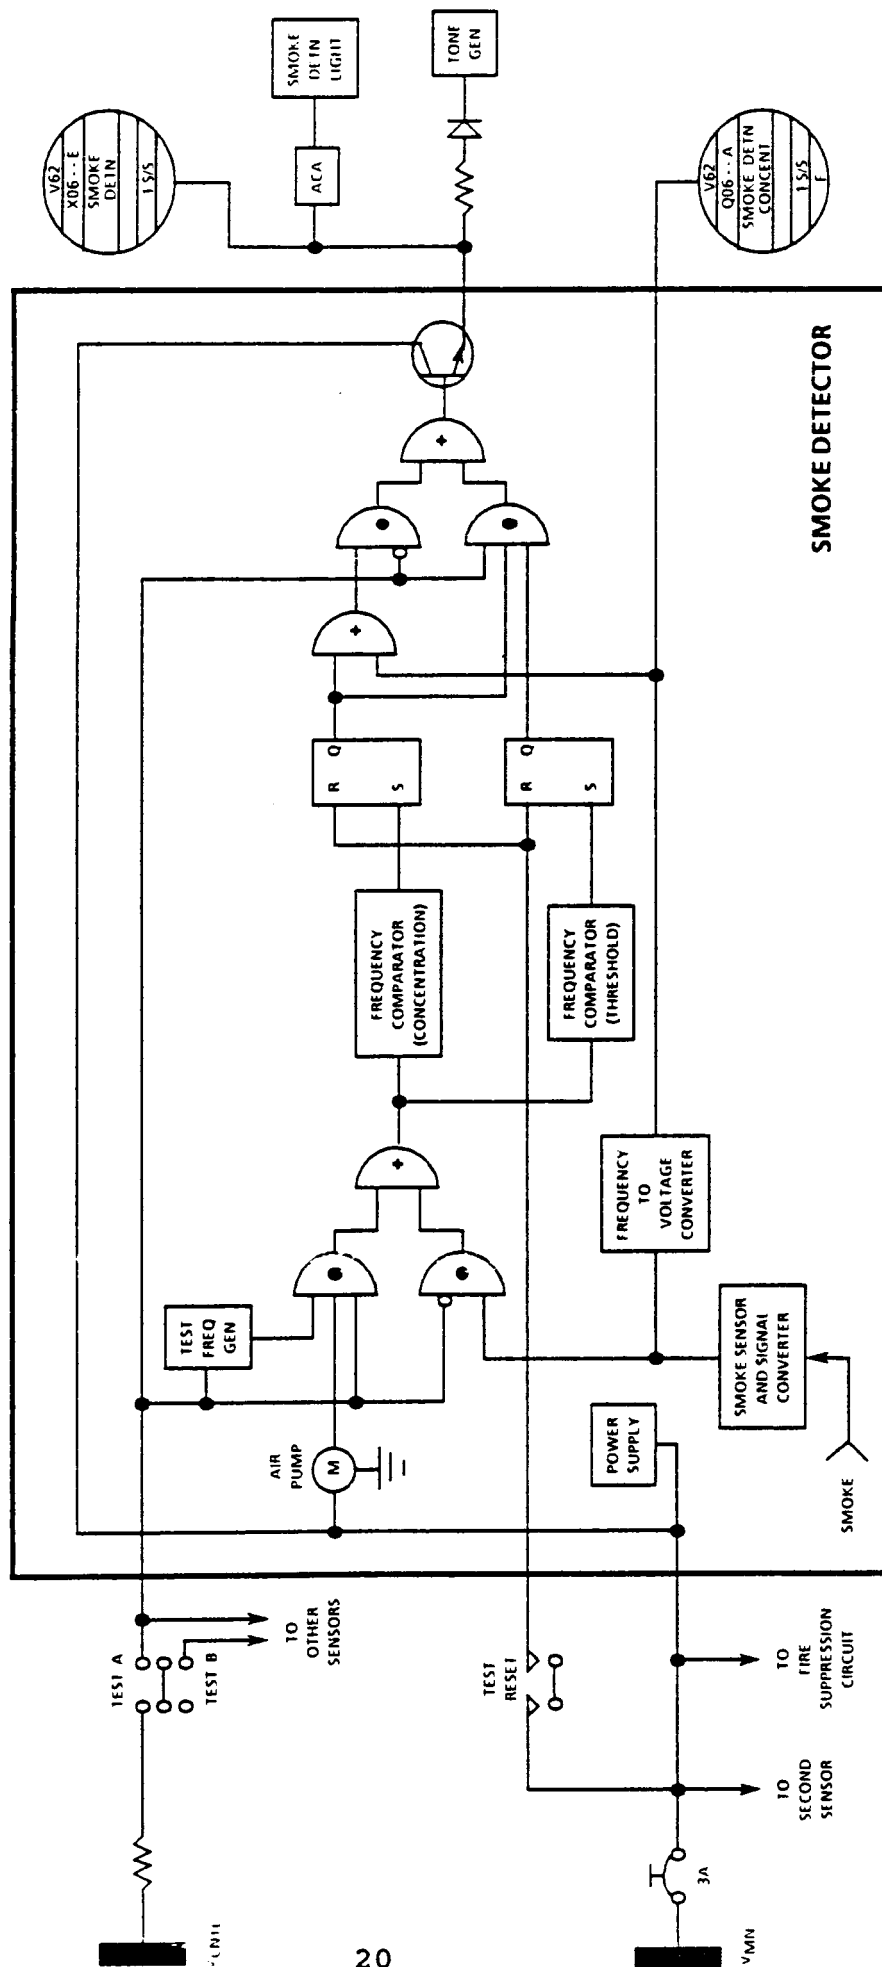 V62
X06--E
SMOKE
DETN
1 S/S
SMOKE
DETN
LIGHT
ACA
TONE
GEN
V62
Q06--A
SMOKE DETN
CONCENT
1 S/S
F
SMOKE DETECTOR
R
Q
S
R
Q
S
FREQUENCY
COMPARATOR
(CONCENTRATION)
FREQUENCY
COMPARATOR
(THRESHOLD)
FREQUENCY
TO
VOLTAGE
CONVERTER
TEST
FREQ
GEN
AIR
PUMP
M
POWER
SUPPLY
SMOKE SENSOR
AND SIGNAL
CONVERTER
SMOKE
TEST A
TEST B
TO
OTHER
SENSORS
TEST
RESET
TO
FIRE
SUPPRESSION
CIRCUIT
TO
SECOND
SENSOR
3A
MN
20